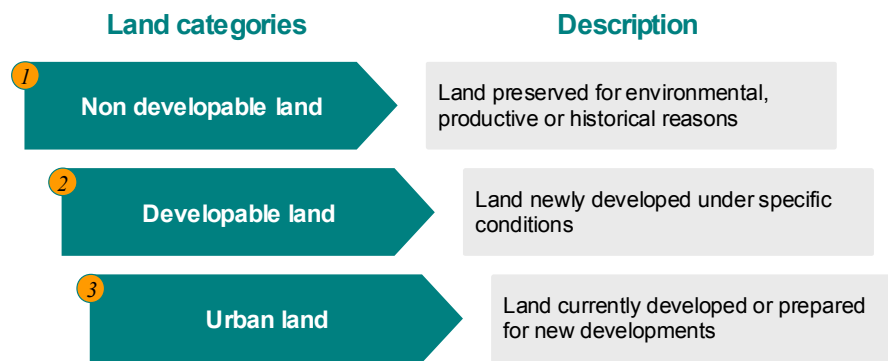 Land categories
Description
1
Non developable land
Land preserved for environmental,
productive or historical reasons
2
Developable land
Land newly developed under specific
conditions
3
Urban land
Land currently developed or prepared
for new developments